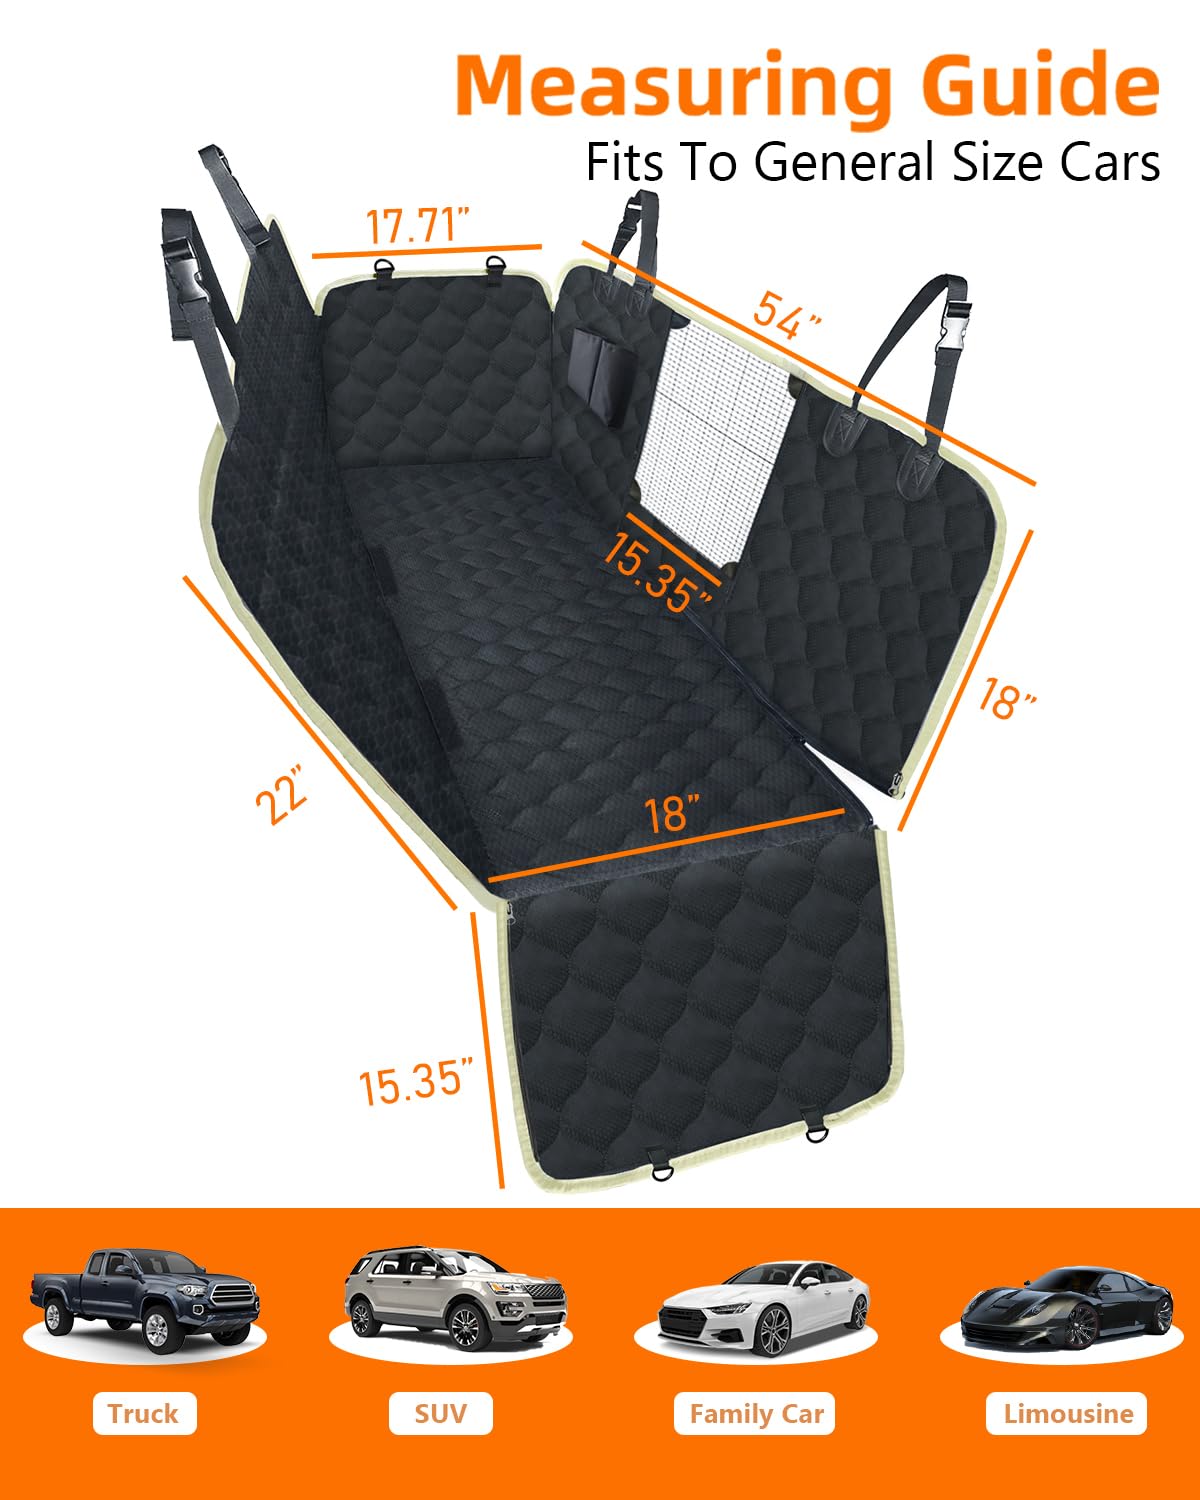 Measuring Guide
Fits To General Size Cars
17.71”
54”
15.35”
18”
22”
18”
15.35”
Truck
SUV
Family Car
Limousine